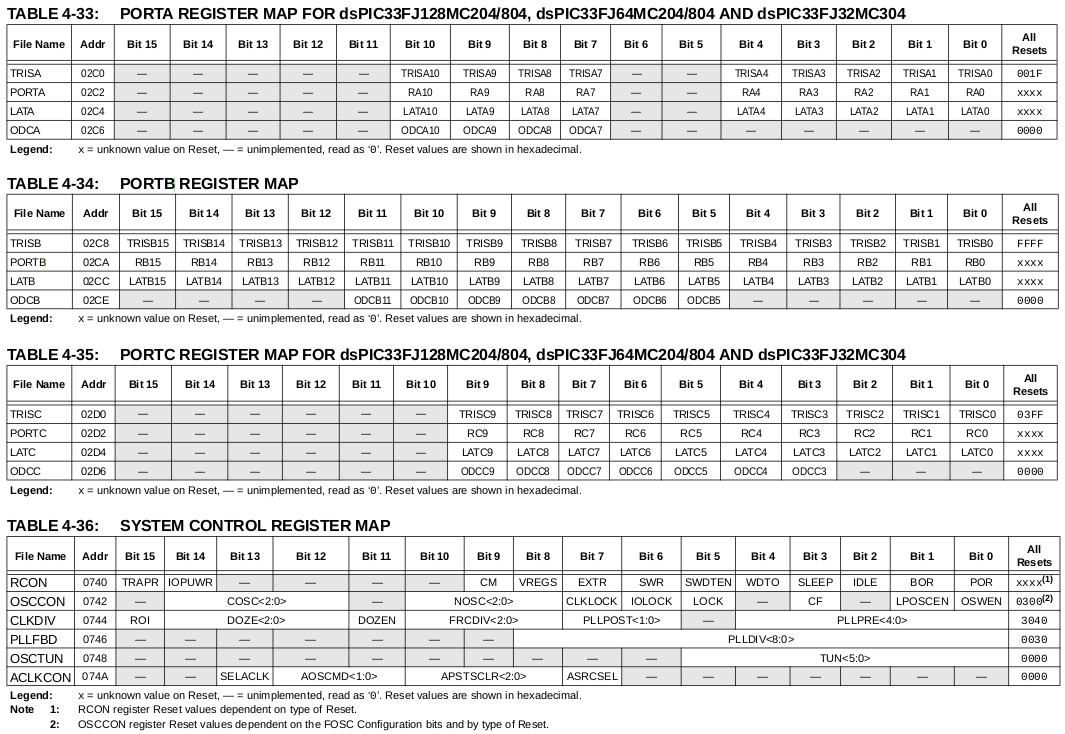 TABLE 4-33: PORTA REGISTER MAP FOR dsPIC33FJ128MC204/804, dsPIC33FJ64MC204/804 AND dsPIC33FJ32MC304
File Name Addr Bit 15 Bit 14 Bit 13 Bit 12 Bit 11 Bit 10 Bit 9 Bit 8 Bit 7 Bit 6 Bit 5 Bit 4 Bit 3 Bit 2 Bit 1 Bit 0 All Resets
TRISA 02C0 — — — — — TRISA10 TRISA9 TRISA8 TRISA7 — — TRISA4 TRISA3 TRISA2 TRISA1 TRISA0 001F
PORTA 02C2 — — — — — RA10 RA9 RA8 RA7 — — RA4 RA3 RA2 RA1 RA0 xxxx
LATA 02C4 — — — — — LATA10 LATA9 LATA8 LATA7 — — LATA4 LATA3 LATA2 LATA1 LATA0 xxxx
ODCA 02C6 — — — — — ODCA10 ODCA9 ODCA8 ODCA7 — — — — — — — 0000
Legend: x = unknown value on Reset, — = unimplemented, read as ‘0’. Reset values are shown in hexadecimal.
TABLE 4-34: PORTB REGISTER MAP
File Name Addr Bit 15 Bit 14 Bit 13 Bit 12 Bit 11 Bit 10 Bit 9 Bit 8 Bit 7 Bit 6 Bit 5 Bit 4 Bit 3 Bit 2 Bit 1 Bit 0 All Resets
TRISB 02C8 TRISB15 TRISB14 TRISB13 TRISB12 TRISB11 TRISB10 TRISB9 TRISB8 TRISB7 TRISB6 TRISB5 TRISB4 TRISB3 TRISB2 TRISB1 TRISB0 FFFF
PORTB 02CA RB15 RB14 RB13 RB12 RB11 RB10 RB9 RB8 RB7 RB6 RB5 RB4 RB3 RB2 RB1 RB0 xxxx
LATB 02CC LATB15 LATB14 LATB13 LATB12 LATB11 LATB10 LATB9 LATB8 LATB7 LATB6 LATB5 LATB4 LATB3 LATB2 LATB1 LATB0 xxxx
ODCB 02CE — — — — ODCB11 ODCB10 ODCB9 ODCB8 ODCB7 ODCB6 ODCB5 — — — — — 0000
Legend: x = unknown value on Reset, — = unimplemented, read as ‘0’. Reset values are shown in hexadecimal.
TABLE 4-35: PORTC REGISTER MAP FOR dsPIC33FJ128MC204/804, dsPIC33FJ64MC204/804 AND dsPIC33FJ32MC304
File Name Addr Bit 15 Bit 14 Bit 13 Bit 12 Bit 11 Bit 10 Bit 9 Bit 8 Bit 7 Bit 6 Bit 5 Bit 4 Bit 3 Bit 2 Bit 1 Bit 0 All Resets
TRISC 02D0 — — — — — — TRISC9 TRISC8 TRISC7 TRISC6 TRISC5 TRISC4 TRISC3 TRISC2 TRISC1 TRISC0 03FF
PORTC 02D2 — — — — — — RC9 RC8 RC7 RC6 RC5 RC4 RC3 RC2 RC1 RC0 xxxx
LATC 02D4 — — — — — — LATC9 LATC8 LATC7 LATC6 LATC5 LATC4 LATC3 LATC2 LATC1 LATC0 xxxx
ODCC 02D6 — — — — — — ODCC9 ODCC8 ODCC7 ODCC6 ODCC5 ODCC4 ODCC3 — — — 0000
Legend: x = unknown value on Reset, — = unimplemented, read as ‘0’. Reset values are shown in hexadecimal.
TABLE 4-36: SYSTEM CONTROL REGISTER MAP
File Name Addr Bit 15 Bit 14 Bit 13 Bit 12 Bit 11 Bit 10 Bit 9 Bit 8 Bit 7 Bit 6 Bit 5 Bit 4 Bit 3 Bit 2 Bit 1 Bit 0 All Resets
RCON 0740 TRAPR IOPUWR — — — — CM VREGS EXTR SWR SWDTEN WDTO SLEEP IDLE BOR POR xxxx(1)
OSCCON 0742 — COSC<2:0> — NOSC<2:0> CLKLOCK IOLOCK LOCK — CF — LPOSCEN OSWEN 0300(2)
CLKDIV 0744 ROI DOZE<2:0> DOZEN FRCDIV<2:0> PLLPOST<1:0> — PLLPRE<4:0> 3040
PLLFBD 0746 — — — — — — — PLLDIV<8:0> 0030
OSCTUN 0748 — — — — — — — — — — TUN<5:0> 0000
ACLKCON 074A — — SELACLK AOSCMD<1:0> APSTSCLR<2:0> ASRCSEL — — — — — — — 0000
Legend: x = unknown value on Reset, — = unimplemented, read as ‘0’. Reset values are shown in hexadecimal.
Note 1: RCON register Reset values dependent on type of Reset.
2: OSCCON register Reset values dependent on the FOSC Configuration bits and by type of Reset.